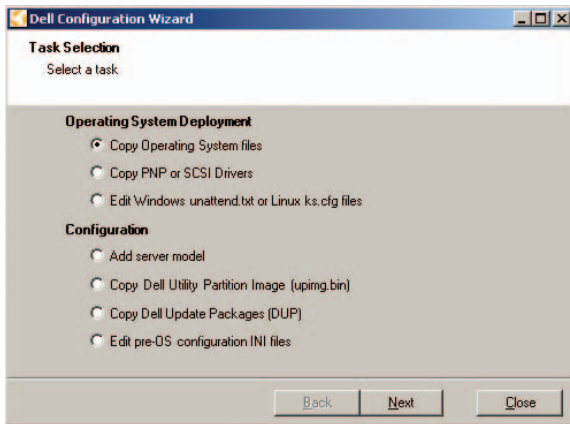 Dell Configuration Wizard
Task Selection
Select a task
Operating System Deployment
Copy Operating System files
Copy PNP or SCSI Drivers
Edit Windows unattend.txt or Linux ks.cfg files
Configuration
Add server model
Copy Dell Utility Partition Image (upimg.bin)
Copy Dell Update Packages (DUP)
Edit pre-OS configuration INI files
Back Next Close